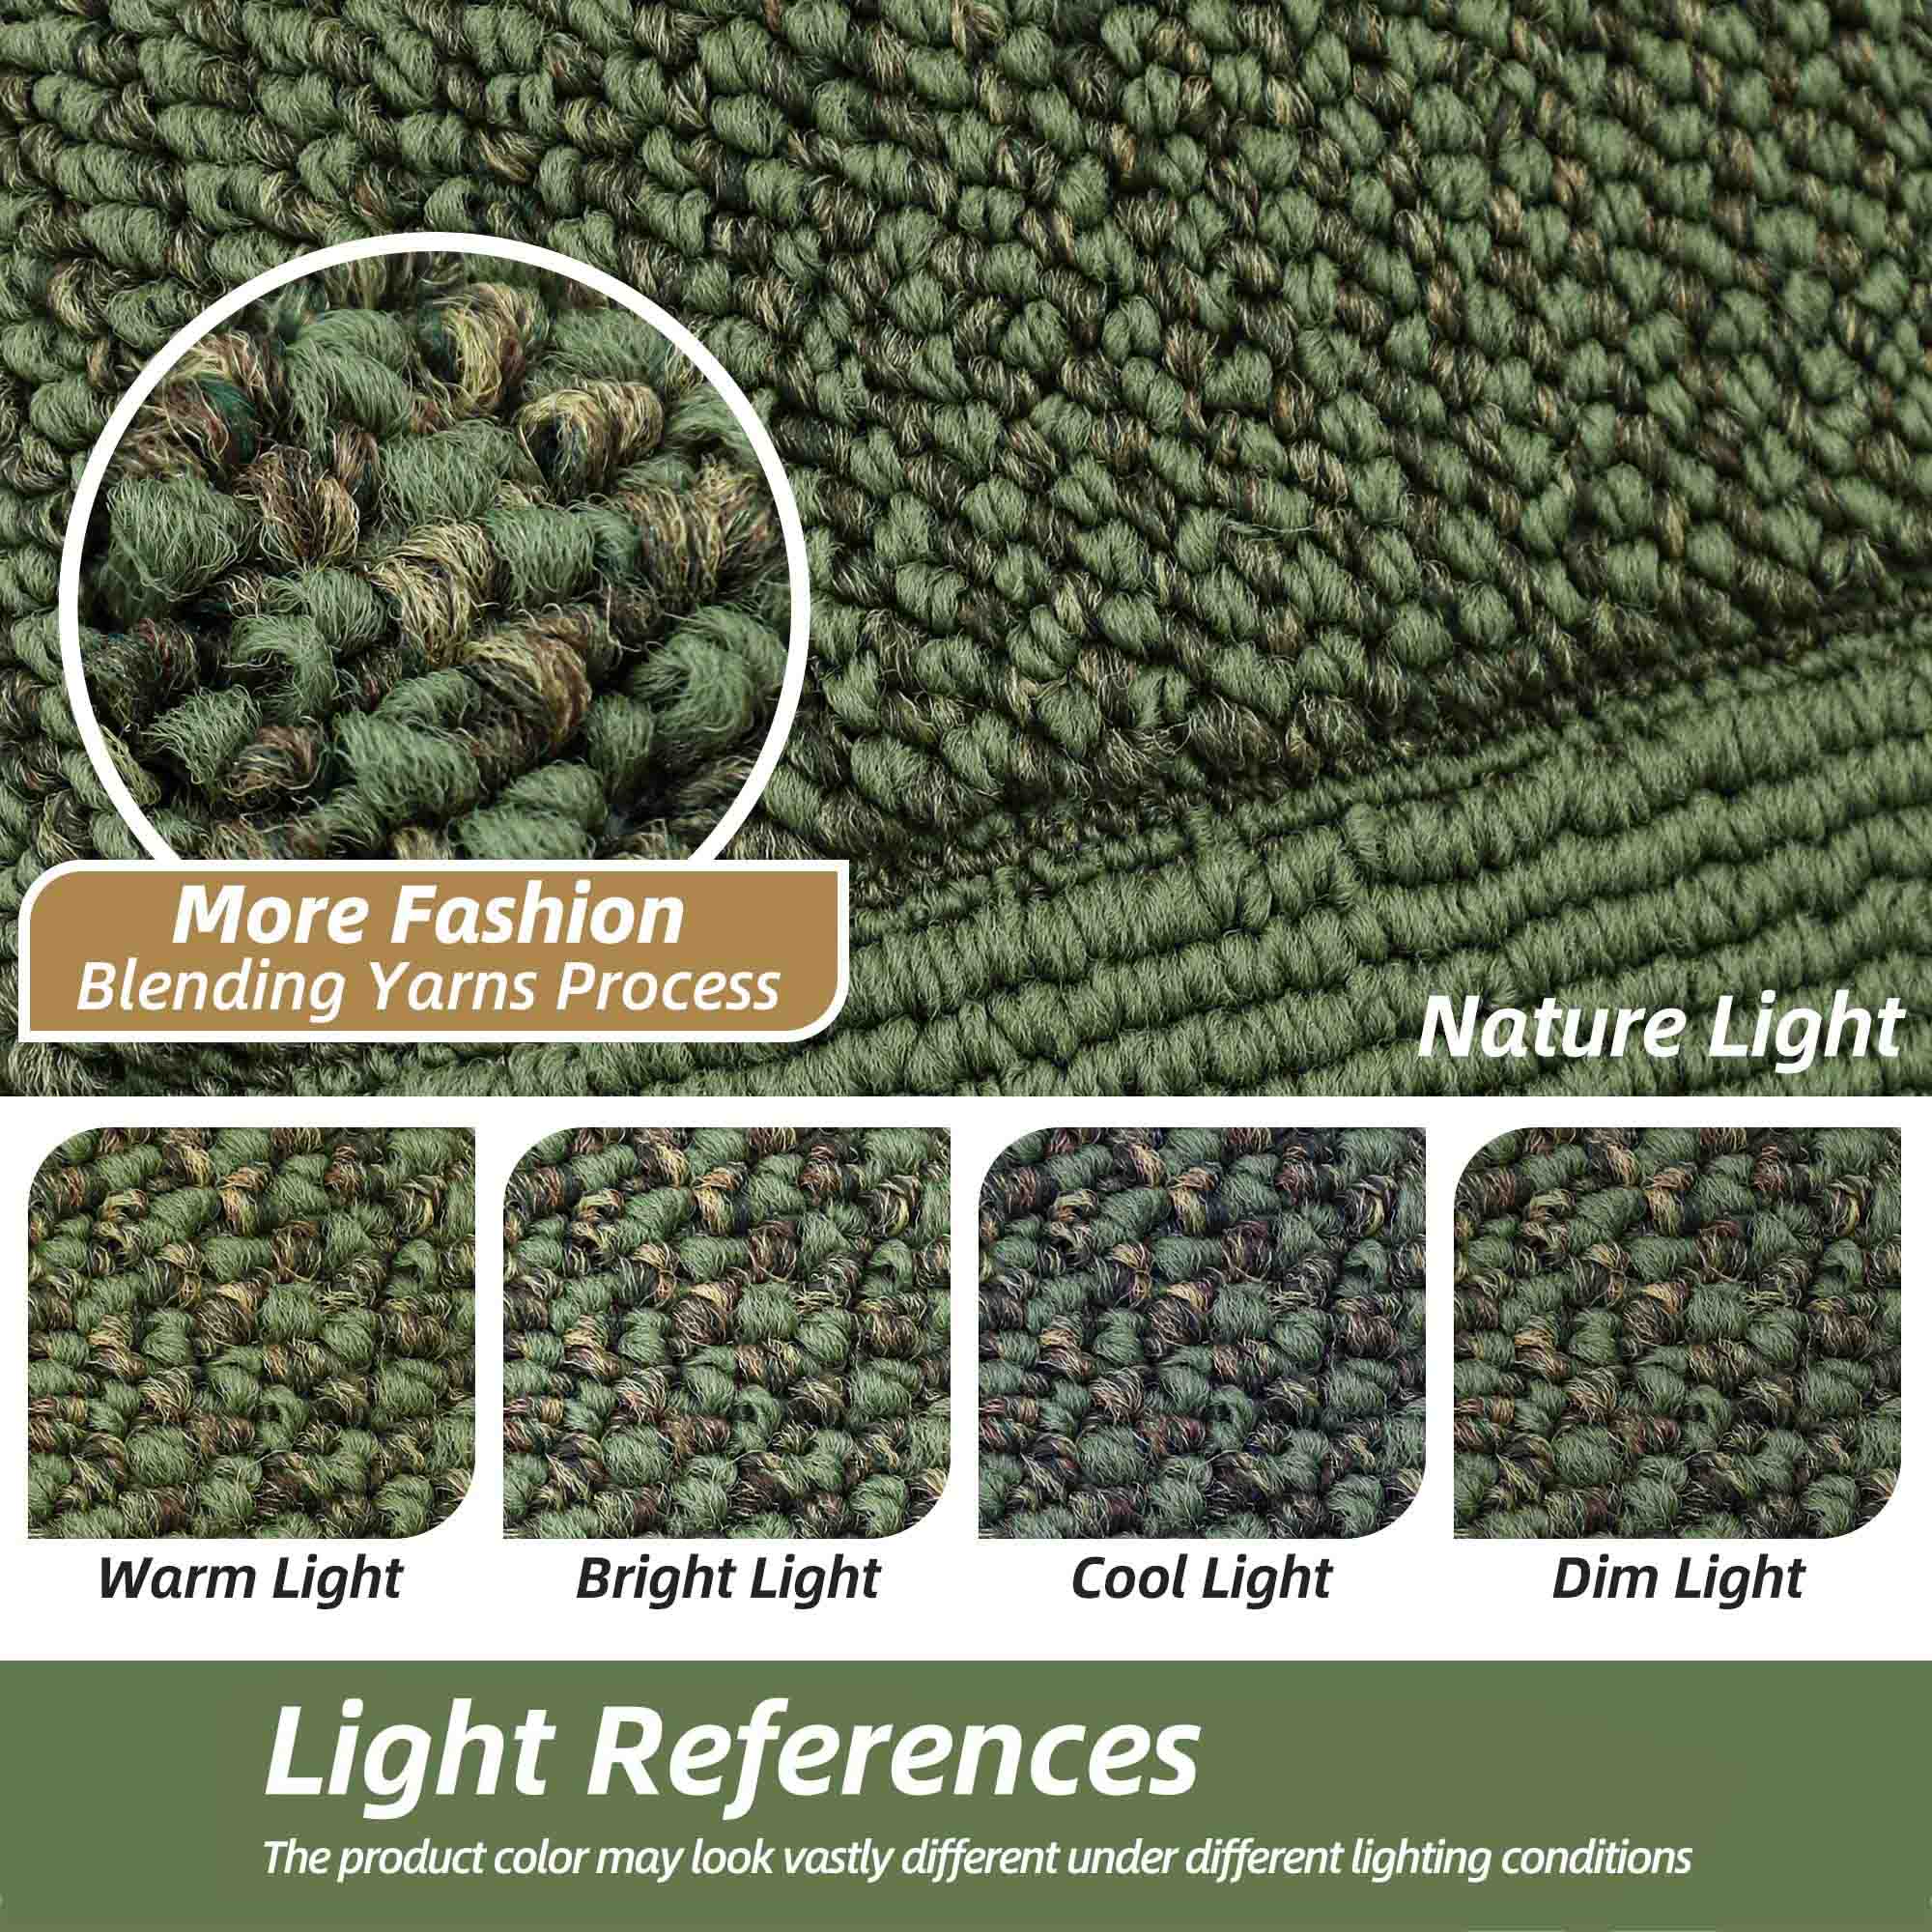 More Fashion
Blending Yarns Process
Nature Light
Warm Light
Bright Light
Cool Light
Dim Light
Light References
The product color may look vastly different under different lighting conditions